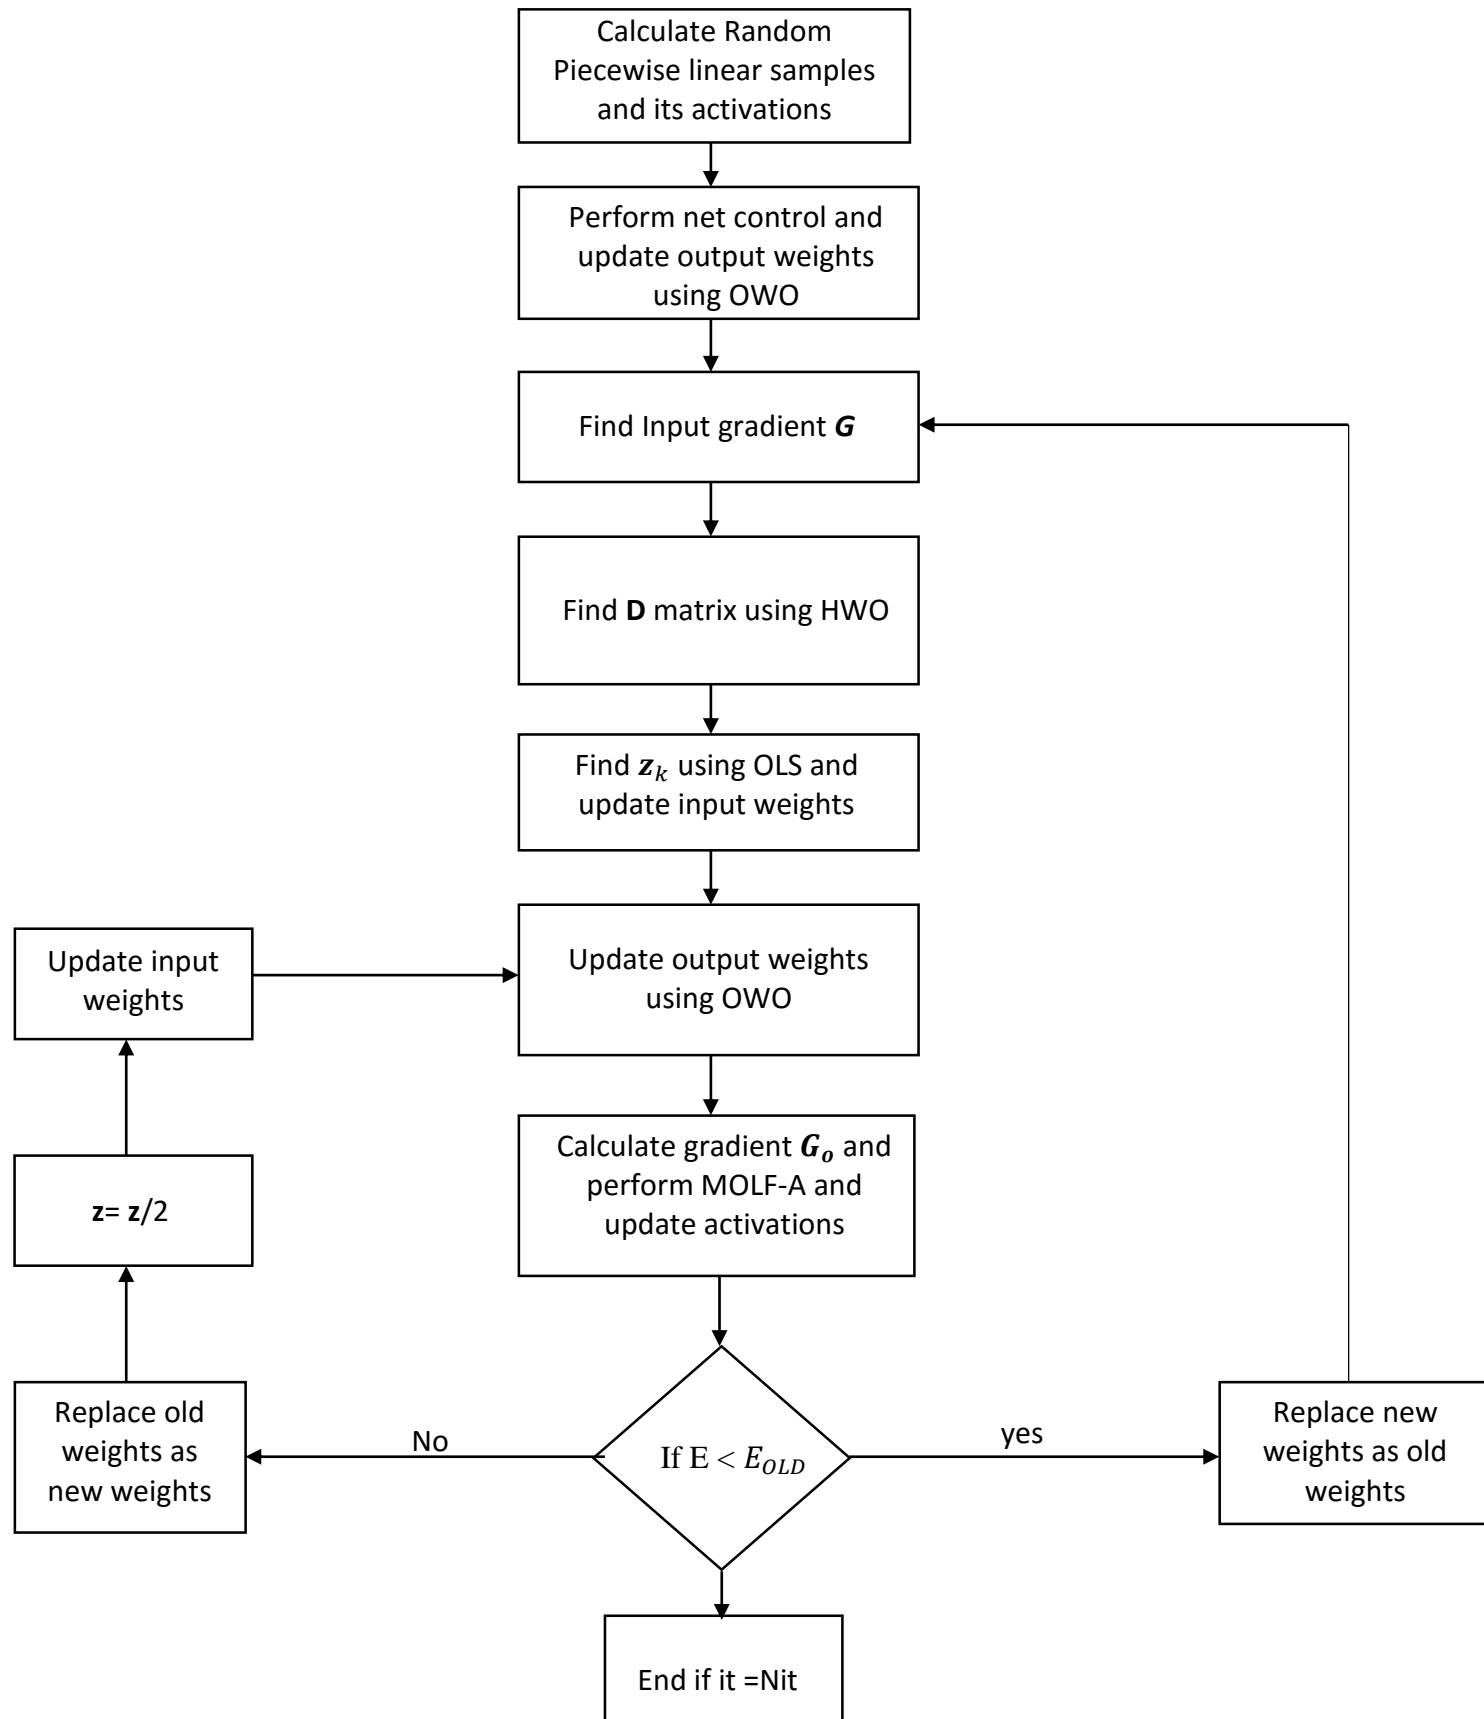 Calculate Random
Piecewise linear samples
and its activations
Perform net control and
update output weights
using OWO
Find Input gradient G
Find D matrix using HWO
Find z_k using OLS and
update input weights
Update input
weights
Update output weights
using OWO
Calculate gradient G_o and
perform MOLF-A and
update activations
z= z/2
Replace old
weights as
new weights
No
If E < E_OLD
yes
Replace new
weights as old
weights
End if it =Nit